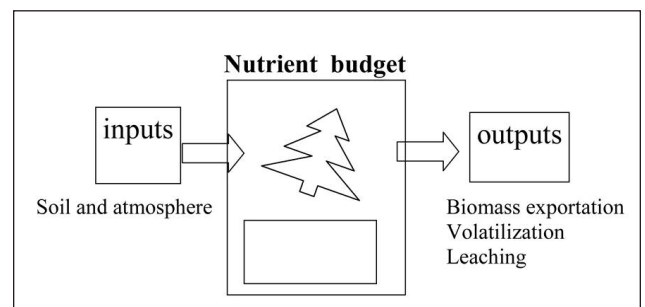 Nutrient budget
inputs
outputs
Soil and atmosphere
Biomass exportation
Volatilization
Leaching